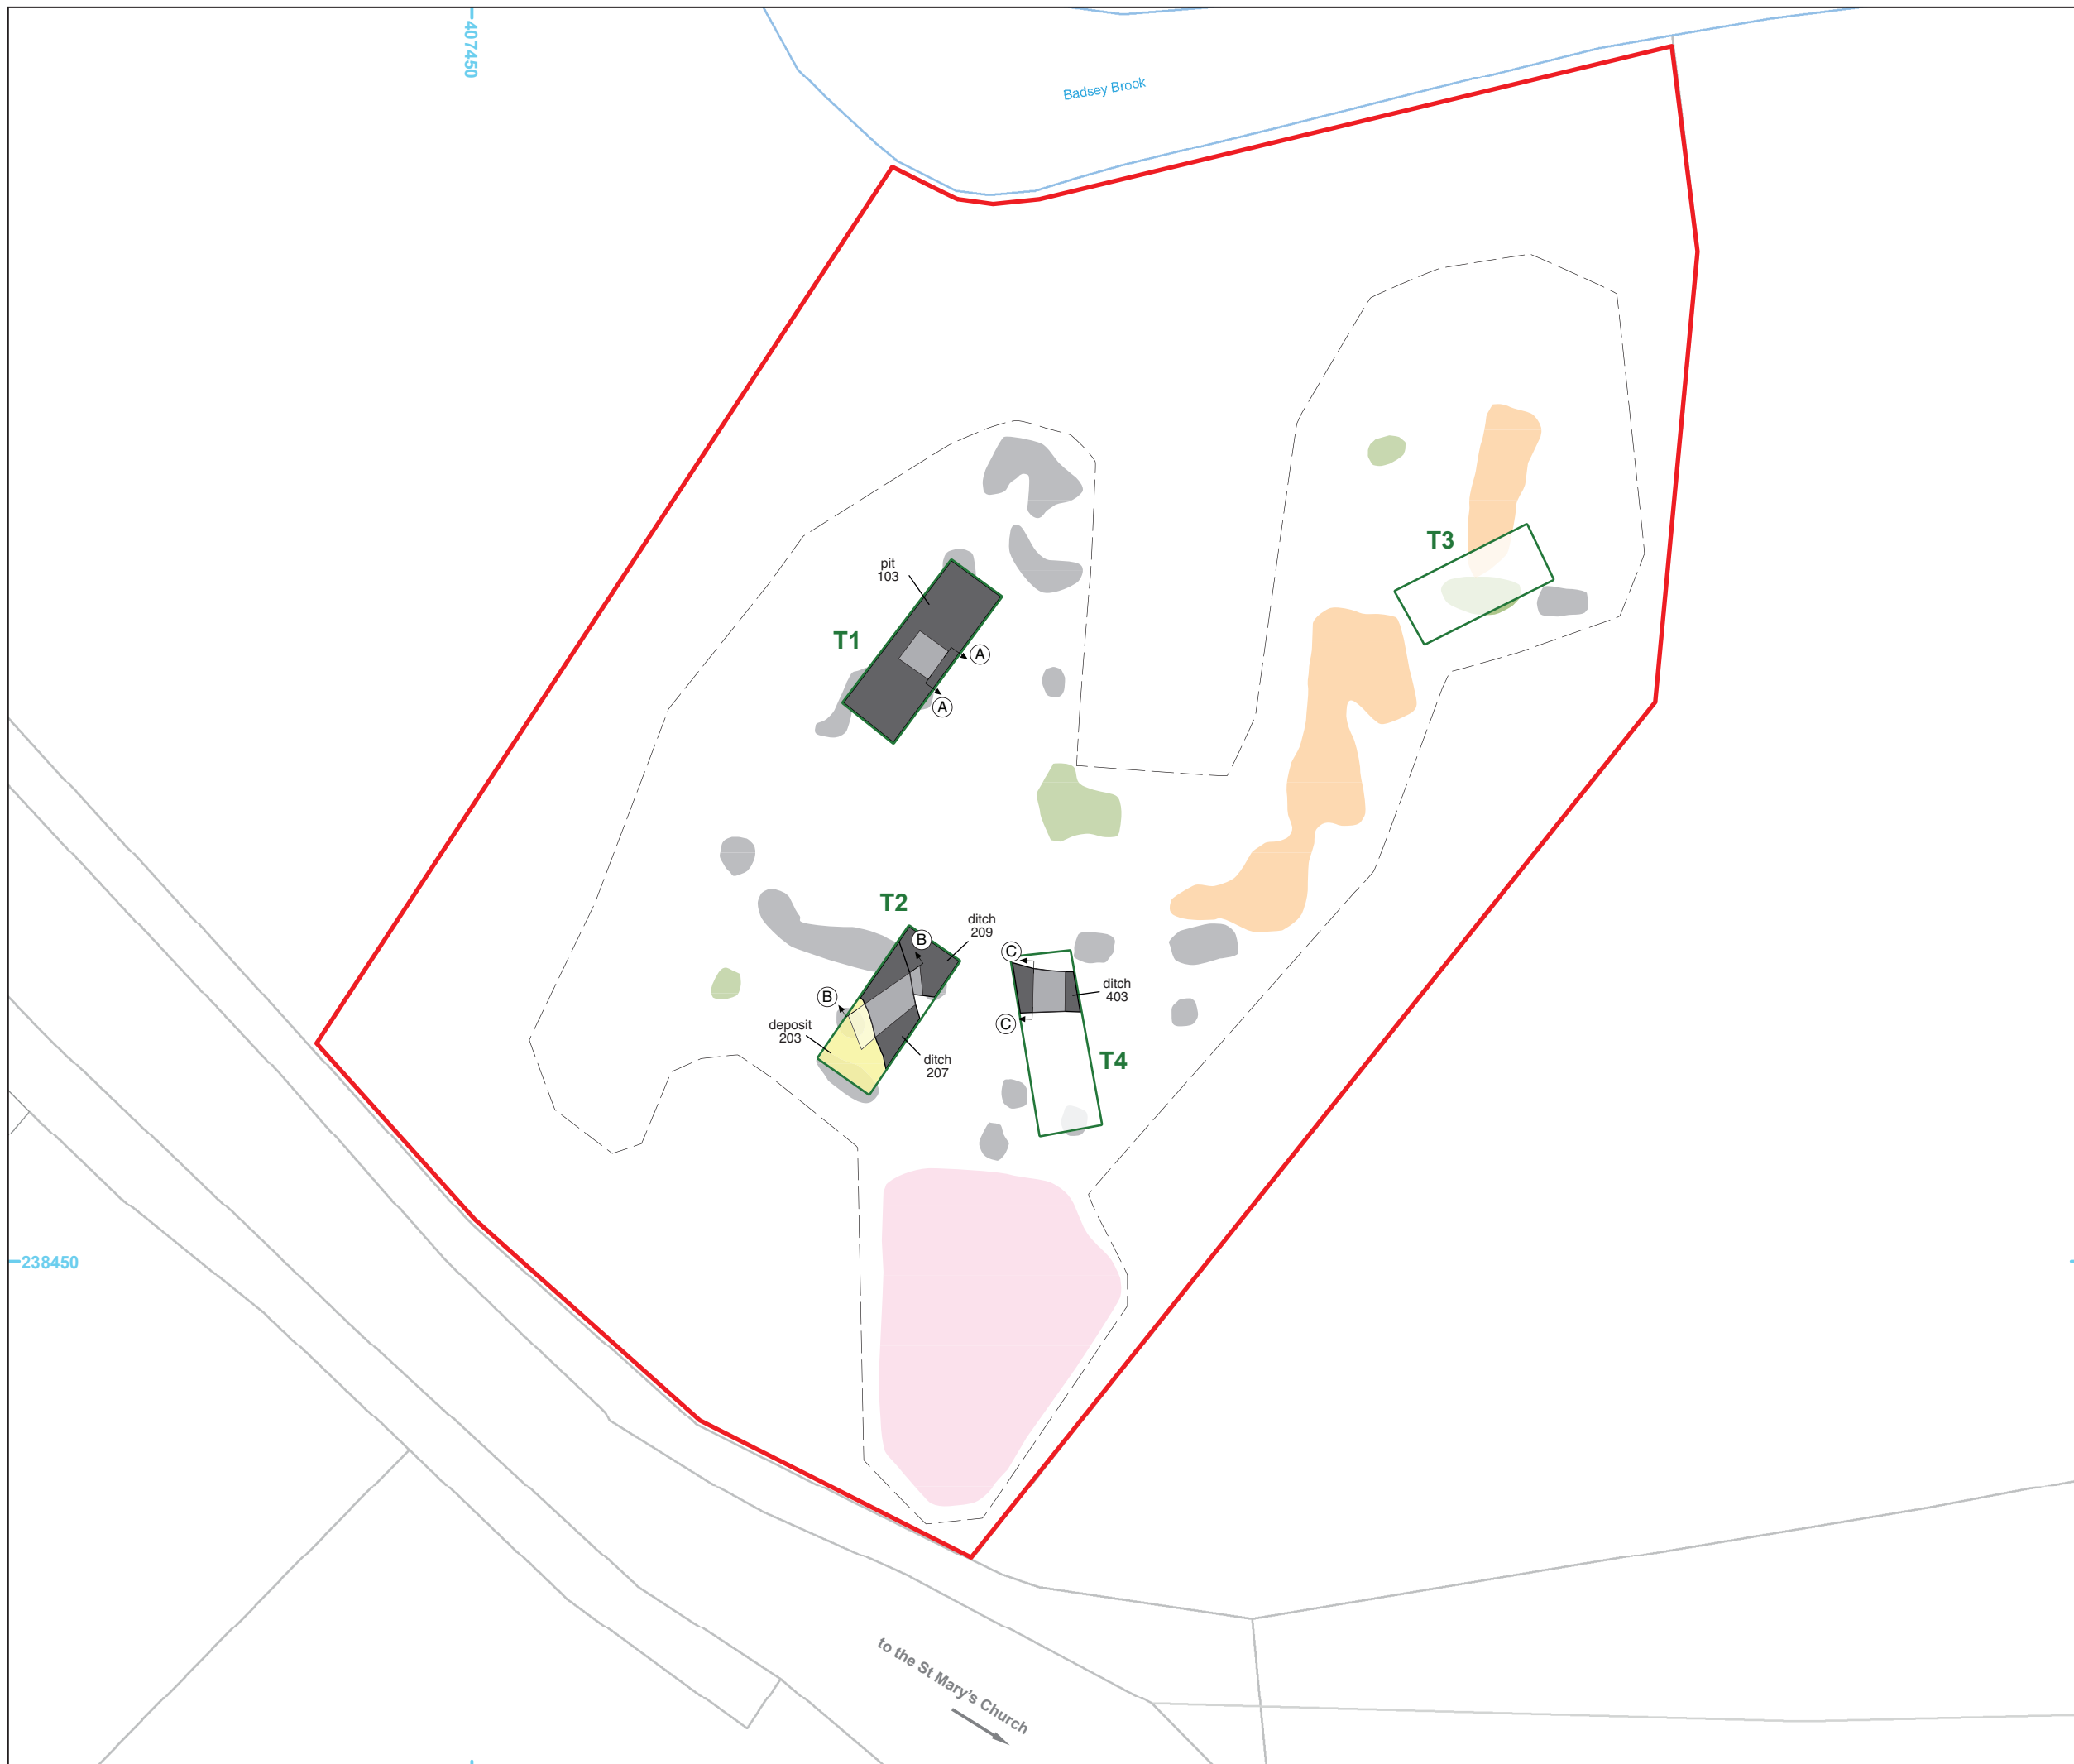 407450
Badsey Brook
pit
103
T1
A
A
T3
T2
ditch
209
B
B
C
ditch
403
C
deposit
203
ditch
207
T4
238450
to the St Mary's Church